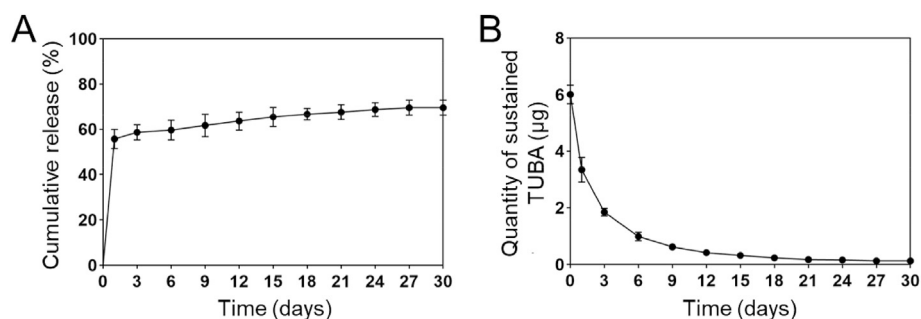 A
Cumulative release (%)
100
80
60
40
20
0
0 3 6 9 12 15 18 21 24 27 30
Time (days)
B
Quantity of sustained
TUBA (µg)
8
6
4
2
0
0 3 6 9 12 15 18 21 24 27 30
Time (days)